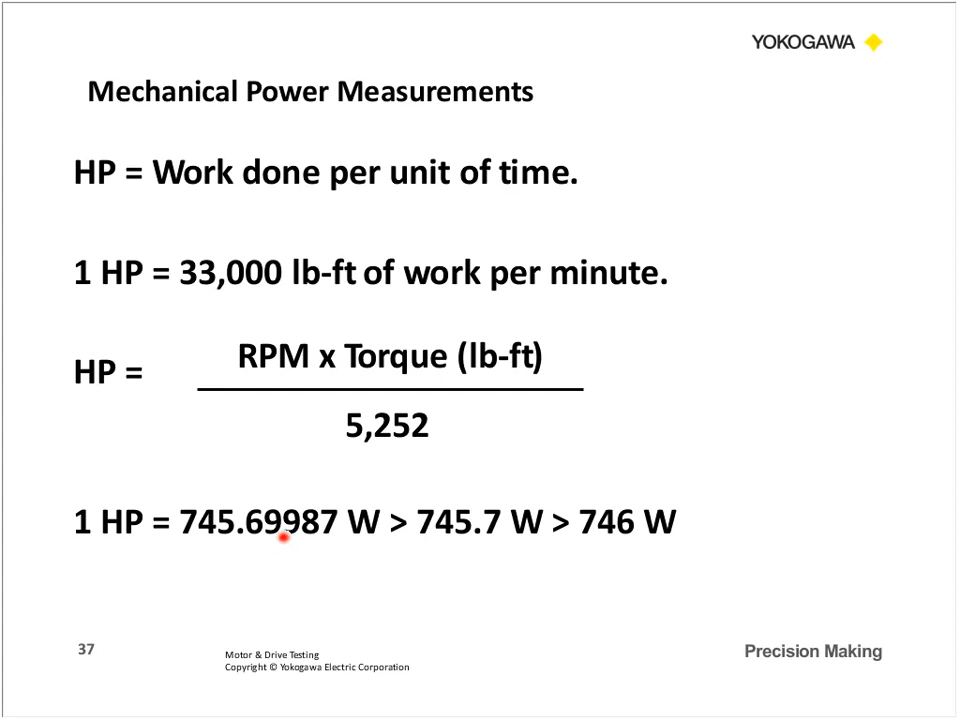 YOKOGAWA
Mechanical Power Measurements
HP = Work done per unit of time.
1 HP = 33,000 lb-ft of work per minute.
HP =
RPM x Torque (lb-ft)
5,252
1 HP = 745.69987 W > 745.7 W > 746 W
37
Motor & Drive Testing
Copyright © Yokogawa Electric Corporation
Precision Making